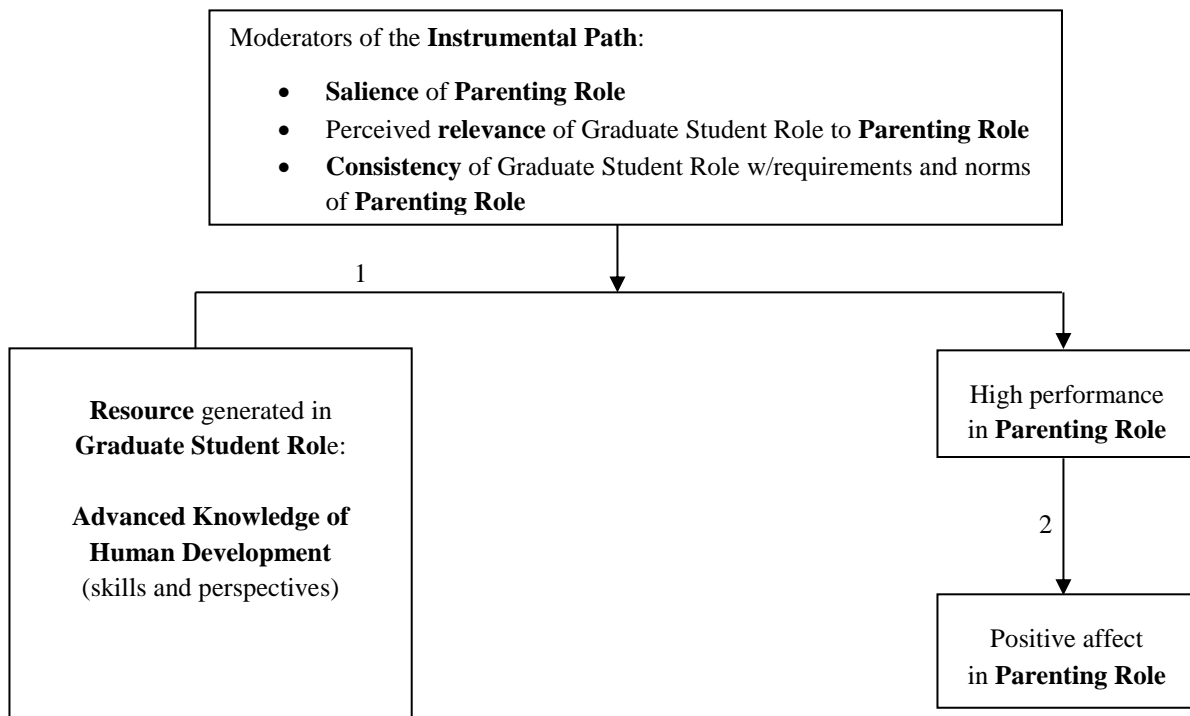 Moderators of the Instrumental Path:
• Salience of Parenting Role
• Perceived relevance of Graduate Student Role to Parenting Role
• Consistency of Graduate Student Role w/requirements and norms
of Parenting Role
1
Resource generated in
Graduate Student Role:
Advanced Knowledge of
Human Development
(skills and perspectives)
High performance
in Parenting Role
2
Positive affect
in Parenting Role